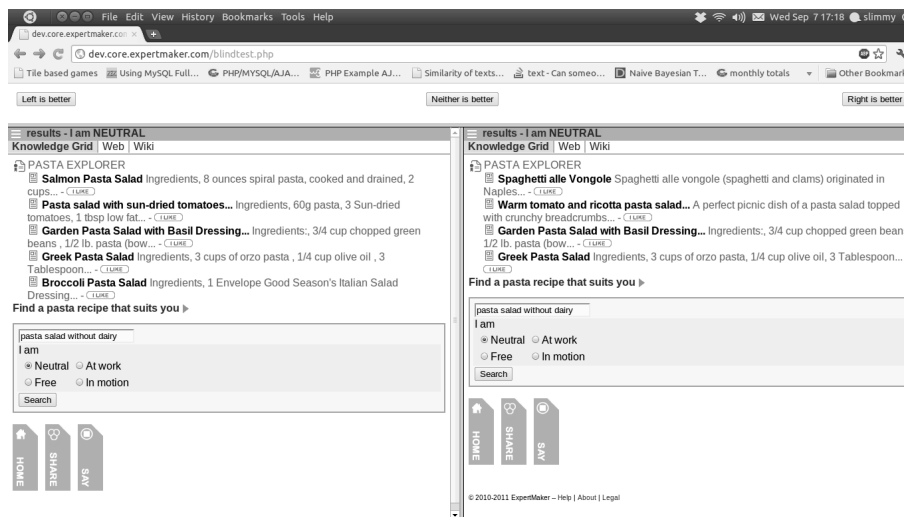 File Edit View History Bookmarks Tools Help
Wed Sep 7 17:18 slimmy
dev.core.expertmaker.com
dev.core.expertmaker.com/blindtest.php
Tile based games Using MySQL Full... PHP/MYSQL/AJA... PHP Example AJ... Similarity of texts... text - Can someo... Naive Bayesian T... monthly totals Other Bookmark
Left is better
Neither is better
Right is better
results - I am NEUTRAL
Knowledge Grid | Web | Wiki
PASTA EXPLORER
Salmon Pasta Salad Ingredients, 8 ounces spiral pasta, cooked and drained, 2
cups... - I LIKE
Pasta salad with sun-dried tomatoes... Ingredients, 60g pasta, 3 Sun-dried
tomatoes, 1 tbsp low fat... - I LIKE
Garden Pasta Salad with Basil Dressing... Ingredients:, 3/4 cup chopped green
beans , 1/2 lb. pasta (bow... - I LIKE
Greek Pasta Salad Ingredients, 3 cups of orzo pasta , 1/4 cup olive oil , 3
Tablespoon... - I LIKE
Broccoli Pasta Salad Ingredients, 1 Envelope Good Season's Italian Salad
Dressing... - I LIKE
Find a pasta recipe that suits you
pasta salad without dairy
I am
Neutral At work
Free In motion
Search
HOME
SHARE
SAY
results - I am NEUTRAL
Knowledge Grid | Web | Wiki
PASTA EXPLORER
Spaghetti alle Vongole Spaghetti alle vongole (spaghetti and clams) originated in
Naples... - I LIKE
Warm tomato and ricotta pasta salad... A perfect picnic dish of a pasta salad topped
with crunchy breadcrumbs... - I LIKE
Garden Pasta Salad with Basil Dressing... Ingredients:, 3/4 cup chopped green bean
1/2 lb. pasta (bow... - I LIKE
Greek Pasta Salad Ingredients, 3 cups of orzo pasta, 1/4 cup olive oil, 3 Tablespoon...
I LIKE
Find a pasta recipe that suits you
pasta salad without dairy
I am
Neutral At work
Free In motion
Search
HOME
SHARE
SAY
© 2010-2011 ExpertMaker – Help | About | Legal